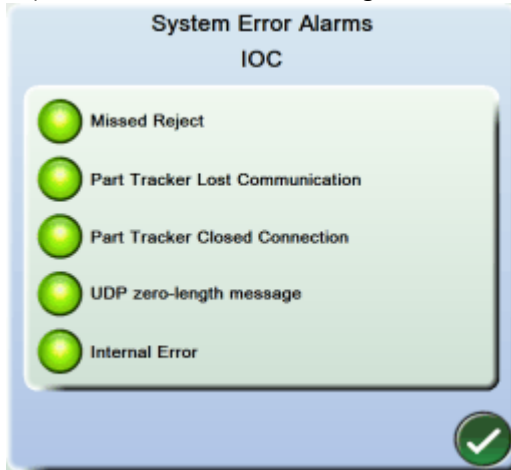 System Error Alarms
IOC
Missed Reject
Part Tracker Lost Communication
Part Tracker Closed Connection
UDP zero-length message
Internal Error